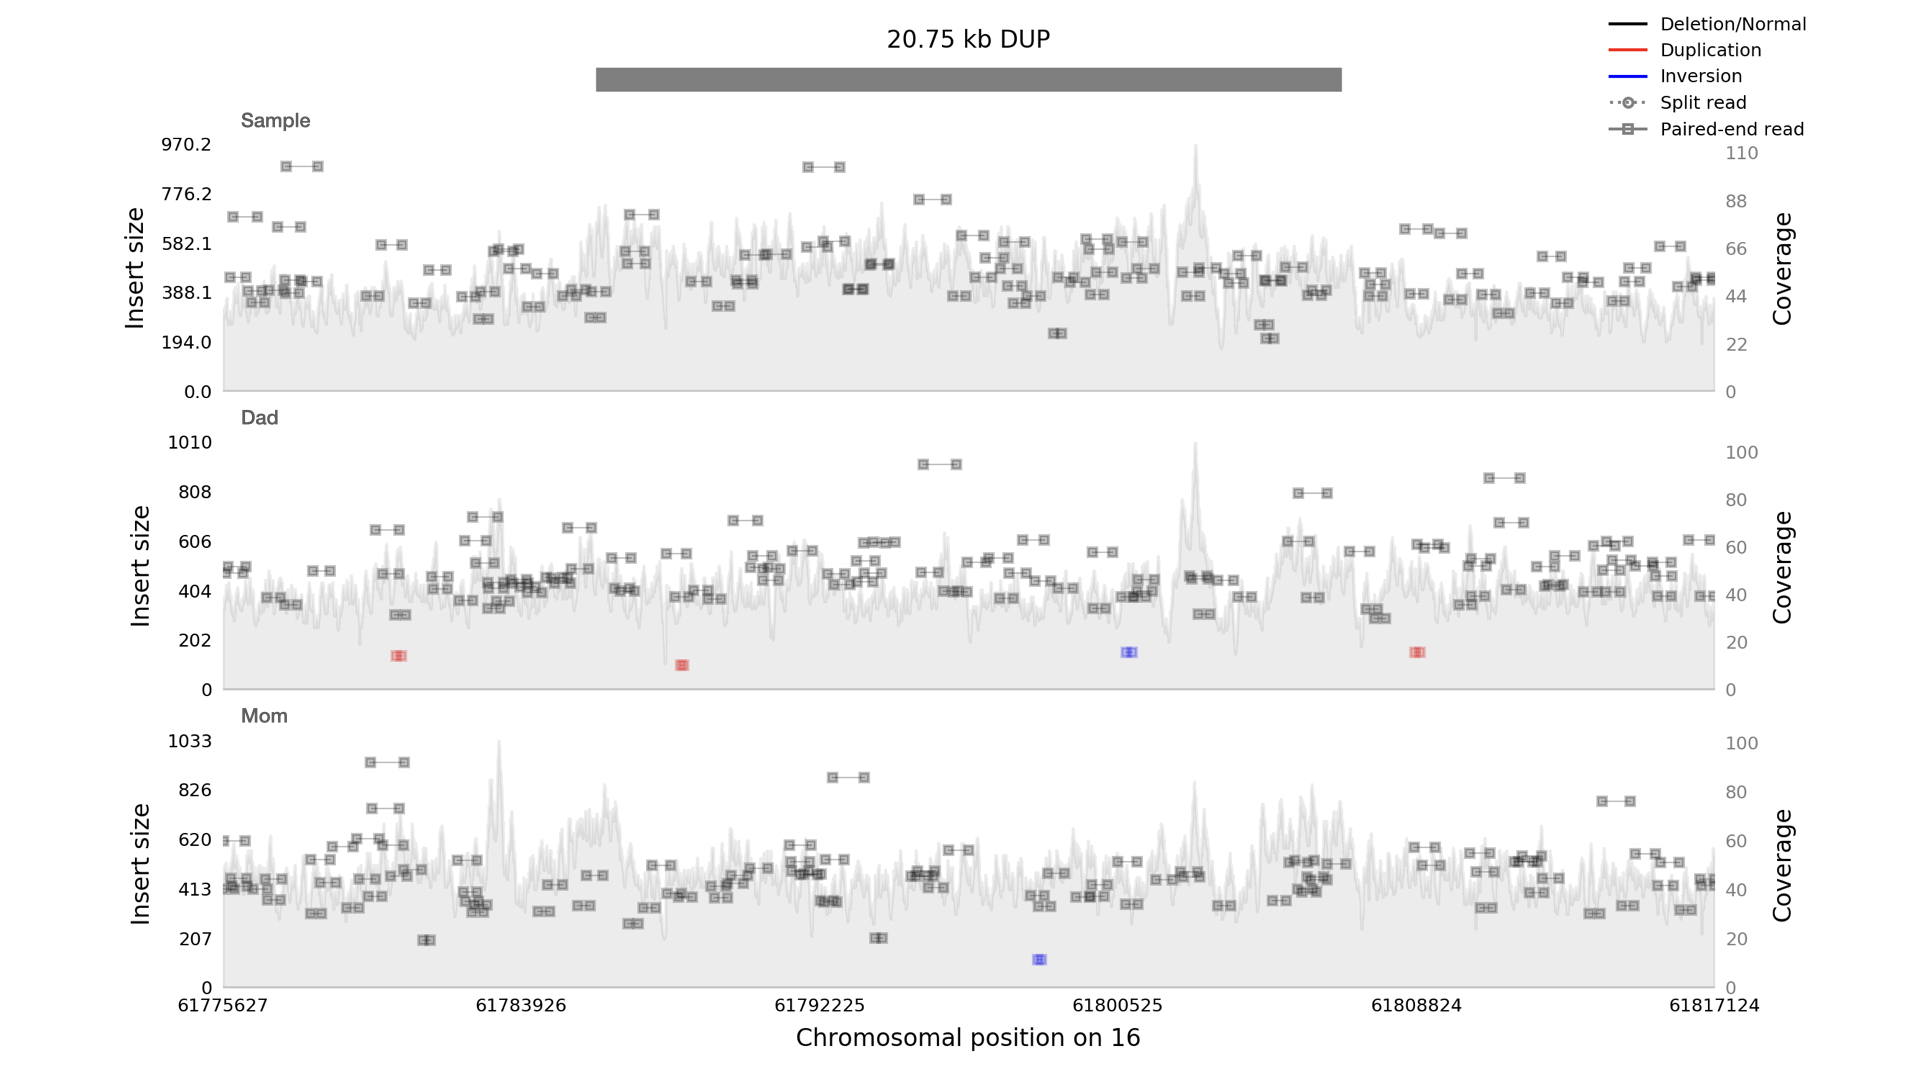 20.75 kb DUP
Deletion/Normal
Duplication
Inversion
Split read
Paired-end read
Sample
970.2
776.2
582.1
388.1
194.0
0.0
Insert size
110
88
66
44
22
0
Coverage
Dad
1010
808
606
404
202
0
Insert size
100
80
60
40
20
0
Coverage
Mom
1033
826
620
413
207
0
Insert size
100
80
60
40
20
0
Coverage
61775627 61783926 61792225 61800525 61808824 61817124
Chromosomal position on 16